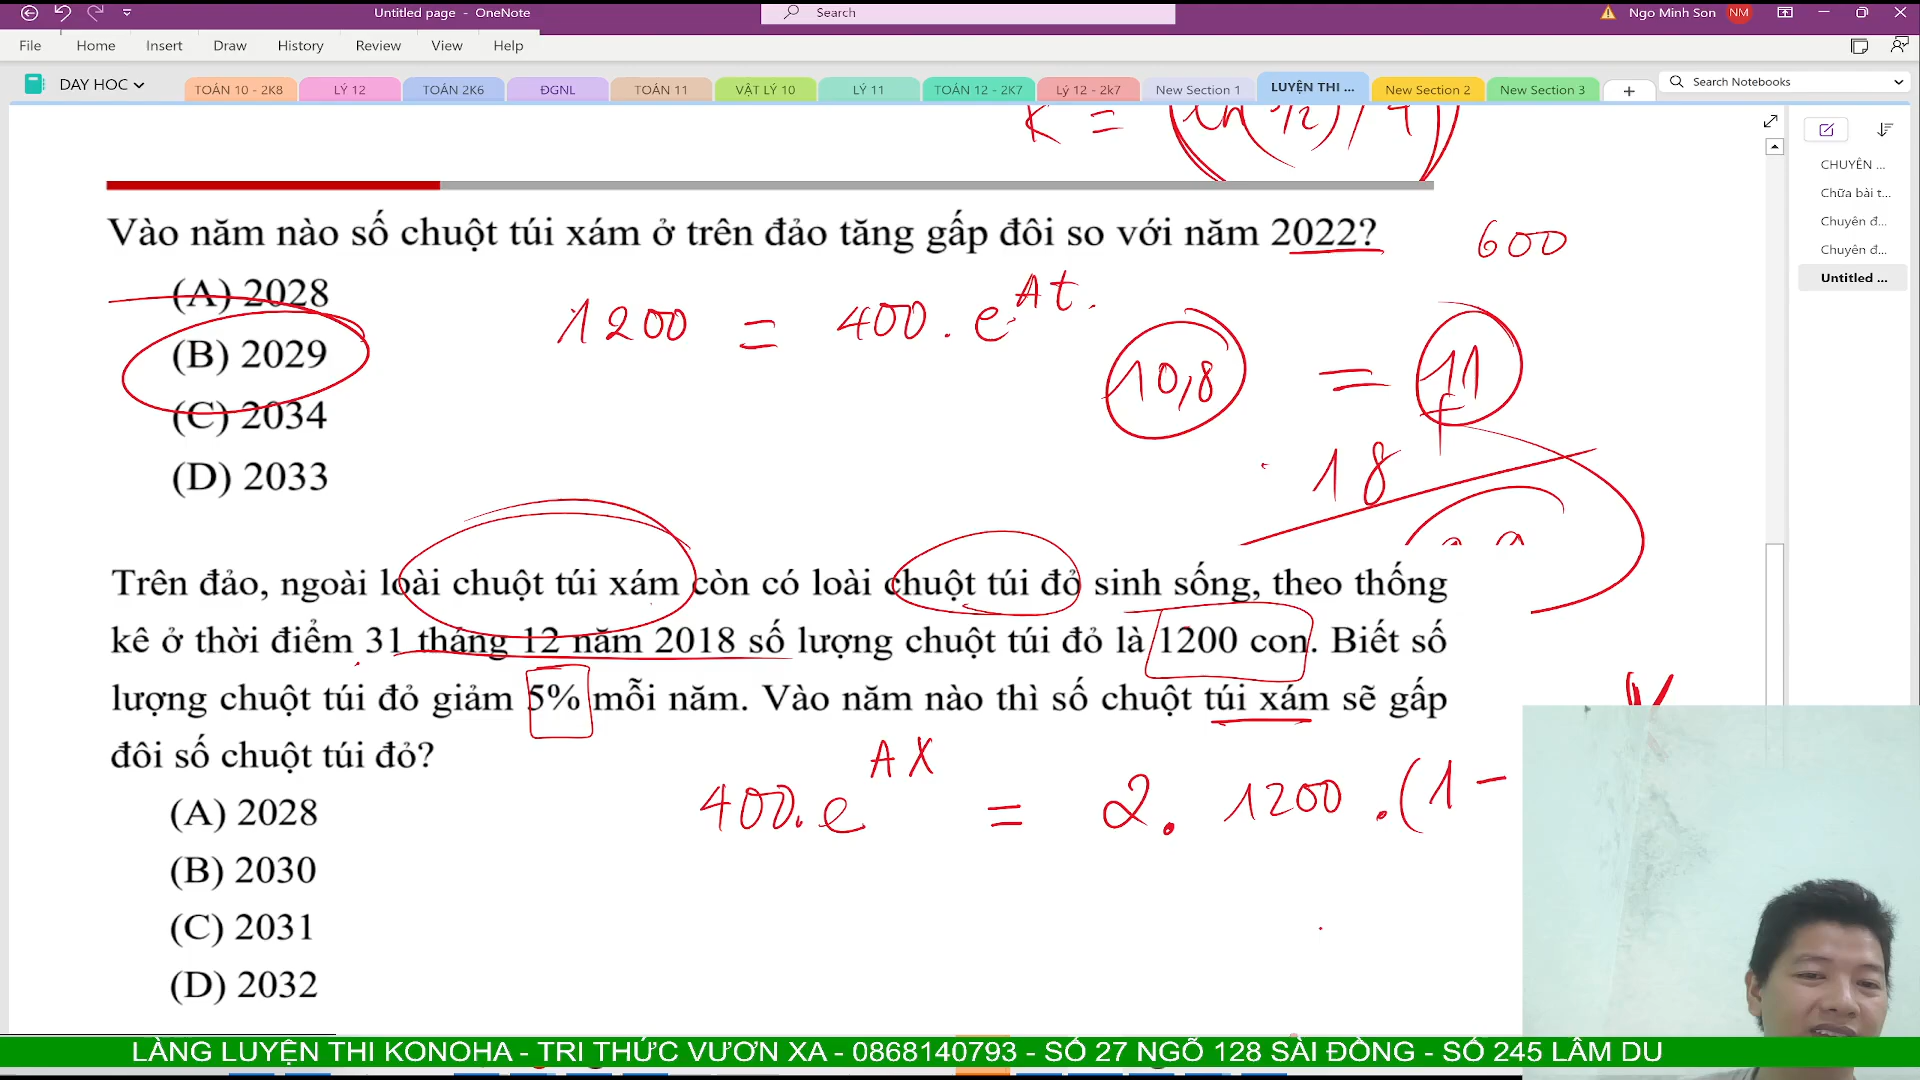 Untitled page - OneNote
Search
Ngo Minh Son NM
File Home Insert Draw History Review View Help
DAY HOC
TOÁN 10 - 2K8 LÝ 12 TOÁN 2K6 ĐGNL TOÁN 11 VẬT LÝ 10 LÝ 11 TOÁN 12 - 2K7 Lý 12 - 2k7 New Section 1 LUYỆN THI ... New Section 2 New Section 3 +
Search Notebooks
CHUYÊN ...
Chữa bài t...
Chuyên đ...
Chuyên đ...
Untitled ...
K =
Vào năm nào số chuột túi xám ở trên đảo tăng gấp đôi so với năm 2022?
600
(A) 2028
1200 = 400. e^At
(B) 2029
10,8 = 11
(C) 2034
18
(D) 2033
Trên đảo, ngoài loài chuột túi xám còn có loài chuột túi đỏ sinh sống, theo thống
kê ở thời điểm 31 tháng 12 năm 2018 số lượng chuột túi đỏ là 1200 con. Biết số
lượng chuột túi đỏ giảm 5% mỗi năm. Vào năm nào thì số chuột túi xám sẽ gấp
đôi số chuột túi đỏ?
400. e^AX = 2. 1200 .(1 -
(A) 2028
(B) 2030
(C) 2031
(D) 2032
LÀNG LUYỆN THI KONOHA - TRI THỨC VƯƠN XA - 0868140793 - SỐ 27 NGÕ 128 SÀI ĐỒNG - SỐ 245 LÂM DU